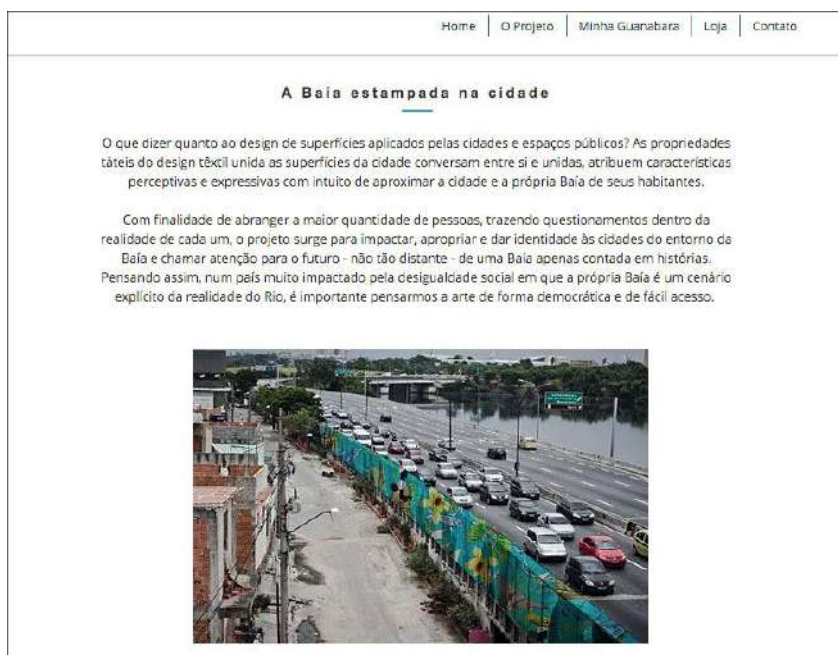 Home | O Projeto | Minha Guanabara | Loja | Contato
A Baía estampada na cidade
O que dizer quanto ao design de superfícies aplicados pelas cidades e espaços públicos? As propriedades
táteis do design têxtil unida as superfícies da cidade conversam entre si e unidas, atribuem características
perceptivas e expressivas com intuito de aproximar a cidade e a própria Baía de seus habitantes.
Com finalidade de abranger a maior quantidade de pessoas, trazendo questionamentos dentro da
realidade de cada um, o projeto surge para impactar, apropriar e dar identidade às cidades do entorno da
Baía e chamar atenção para o futuro - não tão distante - de uma Baía apenas contada em histórias.
Pensando assim, num país muito impactado pela desigualdade social em que a própria Baía é um cenário
explícito da realidade do Rio, é importante pensarmos a arte de forma democrática e de fácil acesso.